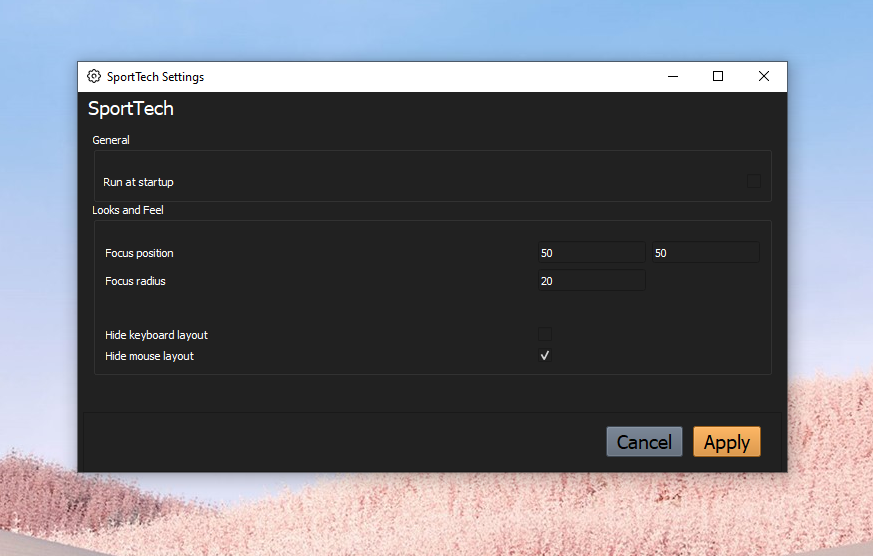 SportTech Settings
SportTech
General
Run at startup
Looks and Feel
Focus position 50 50
Focus radius 20
Hide keyboard layout
Hide mouse layout
Cancel Apply